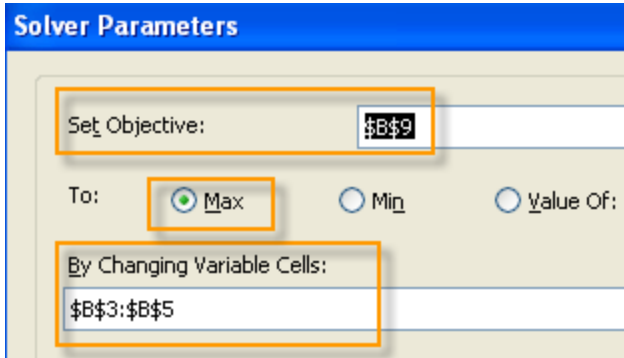 Solver Parameters
Set Objective: $B$9
To: Max Min Value Of:
By Changing Variable Cells:
$B$3:$B$5